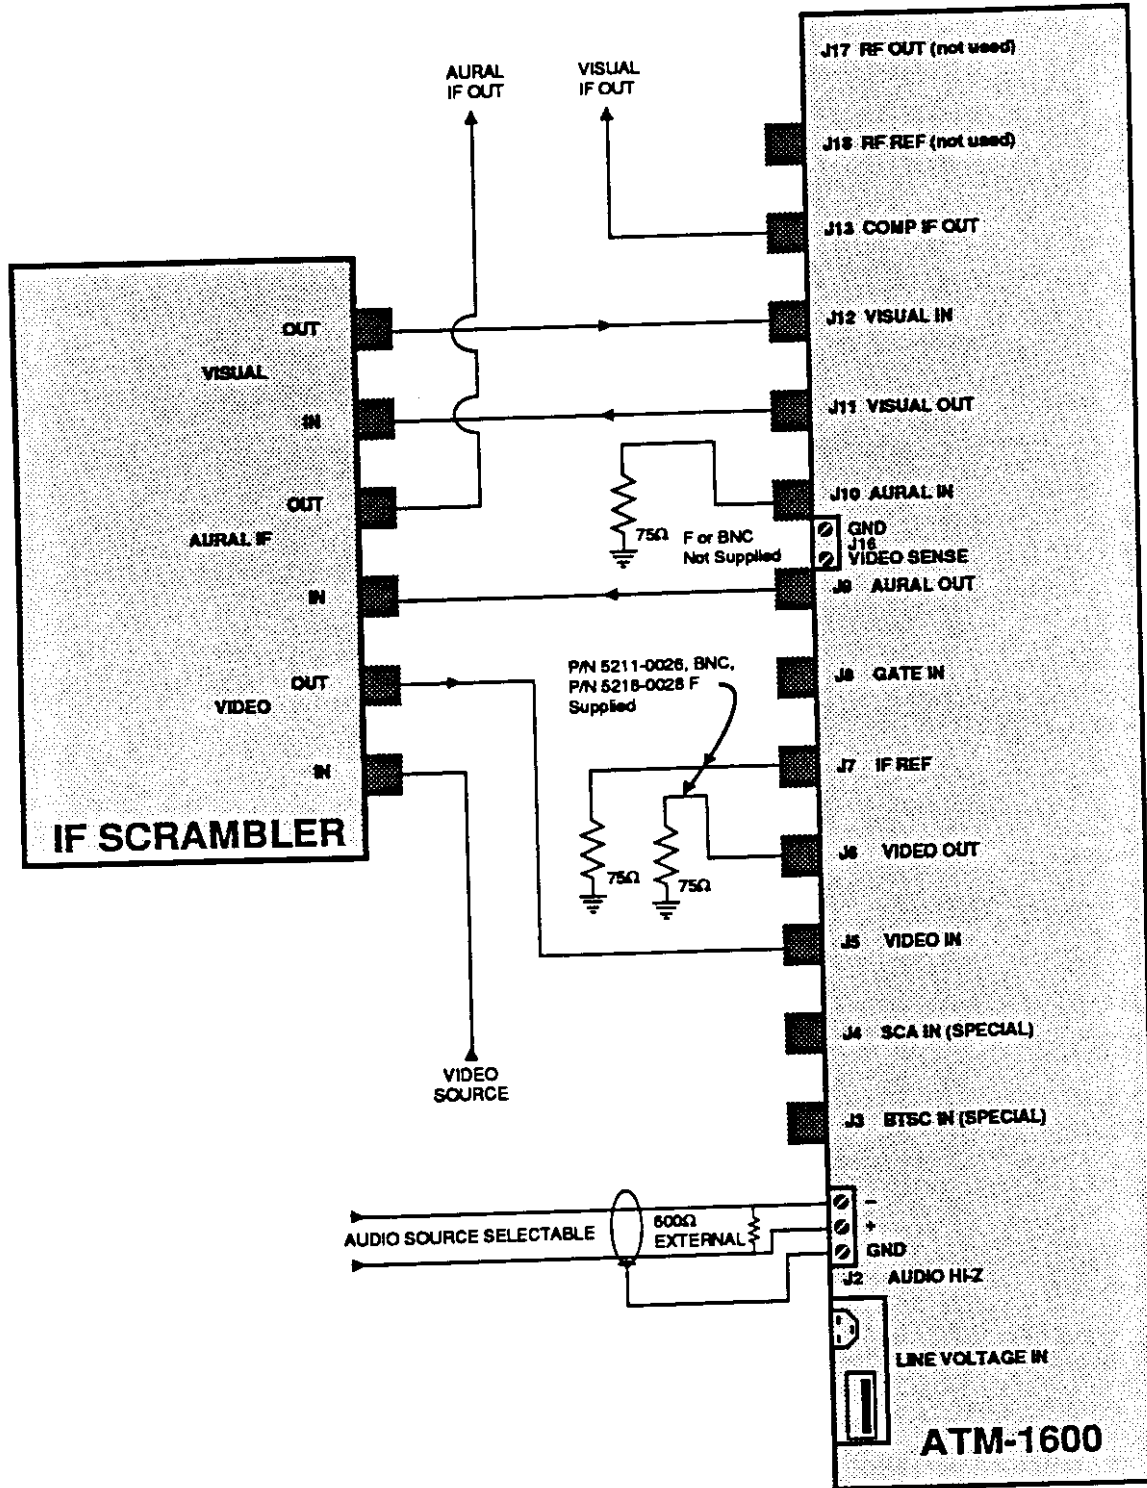 J17 RF OUT (not used)
AURAL
IF OUT
VISUAL
IF OUT
J18 RF REF (not used)
J13 COMP IF OUT
OUT
J12 VISUAL IN
VISUAL
IN
J11 VISUAL OUT
OUT
J10 AURAL IN
75Ω
F or BNC
Not Supplied
GND
J16
VIDEO SENSE
AURAL IF
IN
J9 AURAL OUT
P/N 5211-0026, BNC,
P/N 5218-0028 F
Supplied
OUT
J8 GATE IN
VIDEO
IN
J7 IF REF
IF SCRAMBLER
75Ω
75Ω
J6 VIDEO OUT
J5 VIDEO IN
J4 SCA IN (SPECIAL)
VIDEO
SOURCE
J3 BTSC IN (SPECIAL)
AUDIO SOURCE SELECTABLE
600Ω
EXTERNAL
-
+
GND
J2 AUDIO HI-Z
LINE VOLTAGE IN
ATM-1600